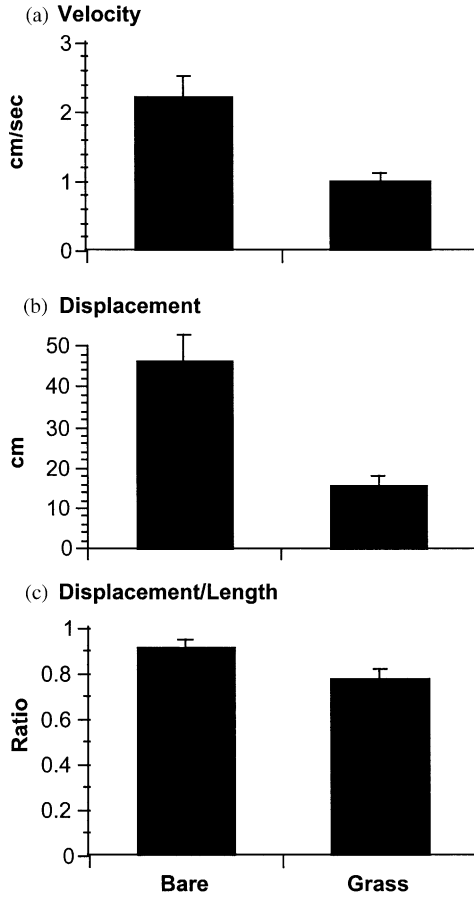 (a) Velocity
3
2
1
0
cm/sec
(b) Displacement
50
40
30
20
10
0
cm
(c) Displacement/Length
1
0.8
0.6
0.4
0.2
0
Ratio
Bare Grass